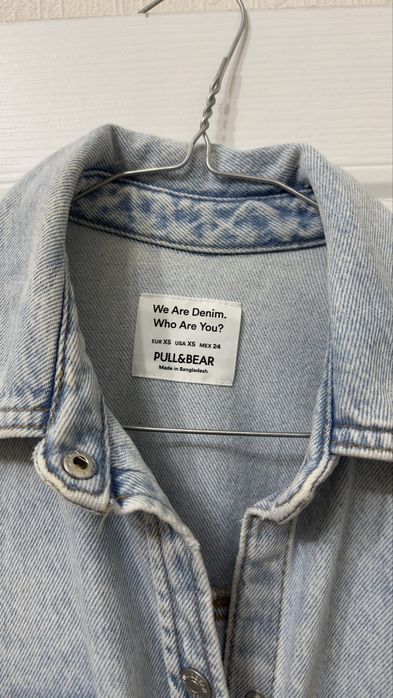 We Are Denim.
Who Are You?
EUR XS USA XS MEX 24
PULL&BEAR
Made in Bangladesh